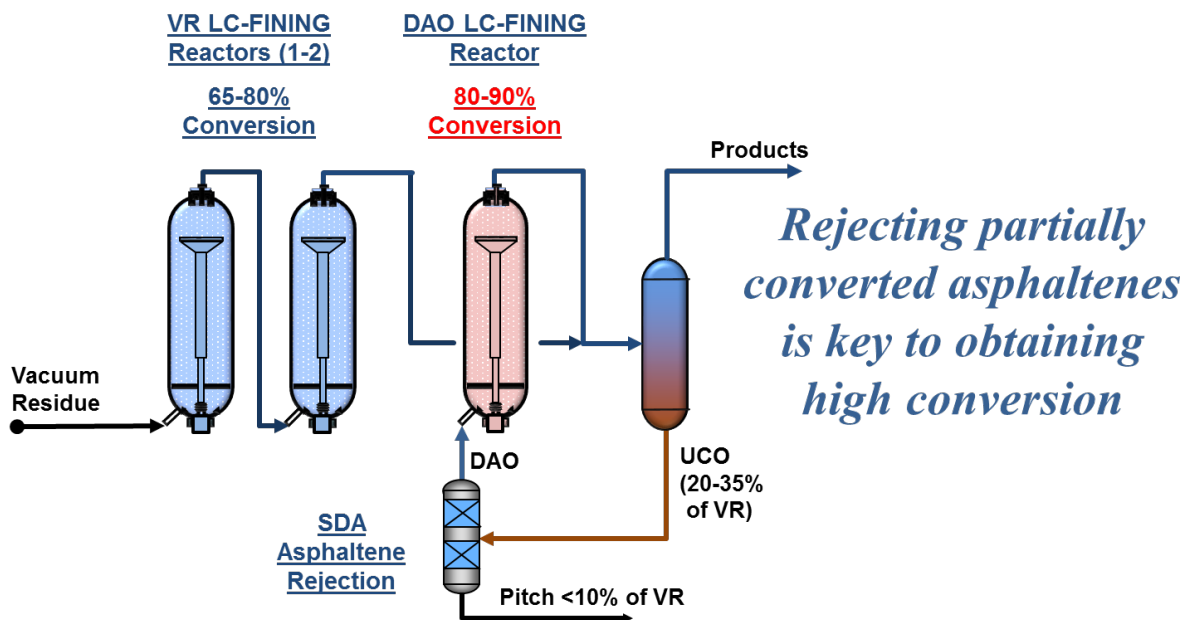 VR LC-FINING
Reactors (1-2)
65-80%
Conversion
DAO LC-FINING
Reactor
80-90%
Conversion
Products
Rejecting partially
converted asphaltenes
is key to obtaining
high conversion
Vacuum
Residue
DAO
UCO
(20-35%
of VR)
SDA
Asphaltene
Rejection
Pitch <10% of VR